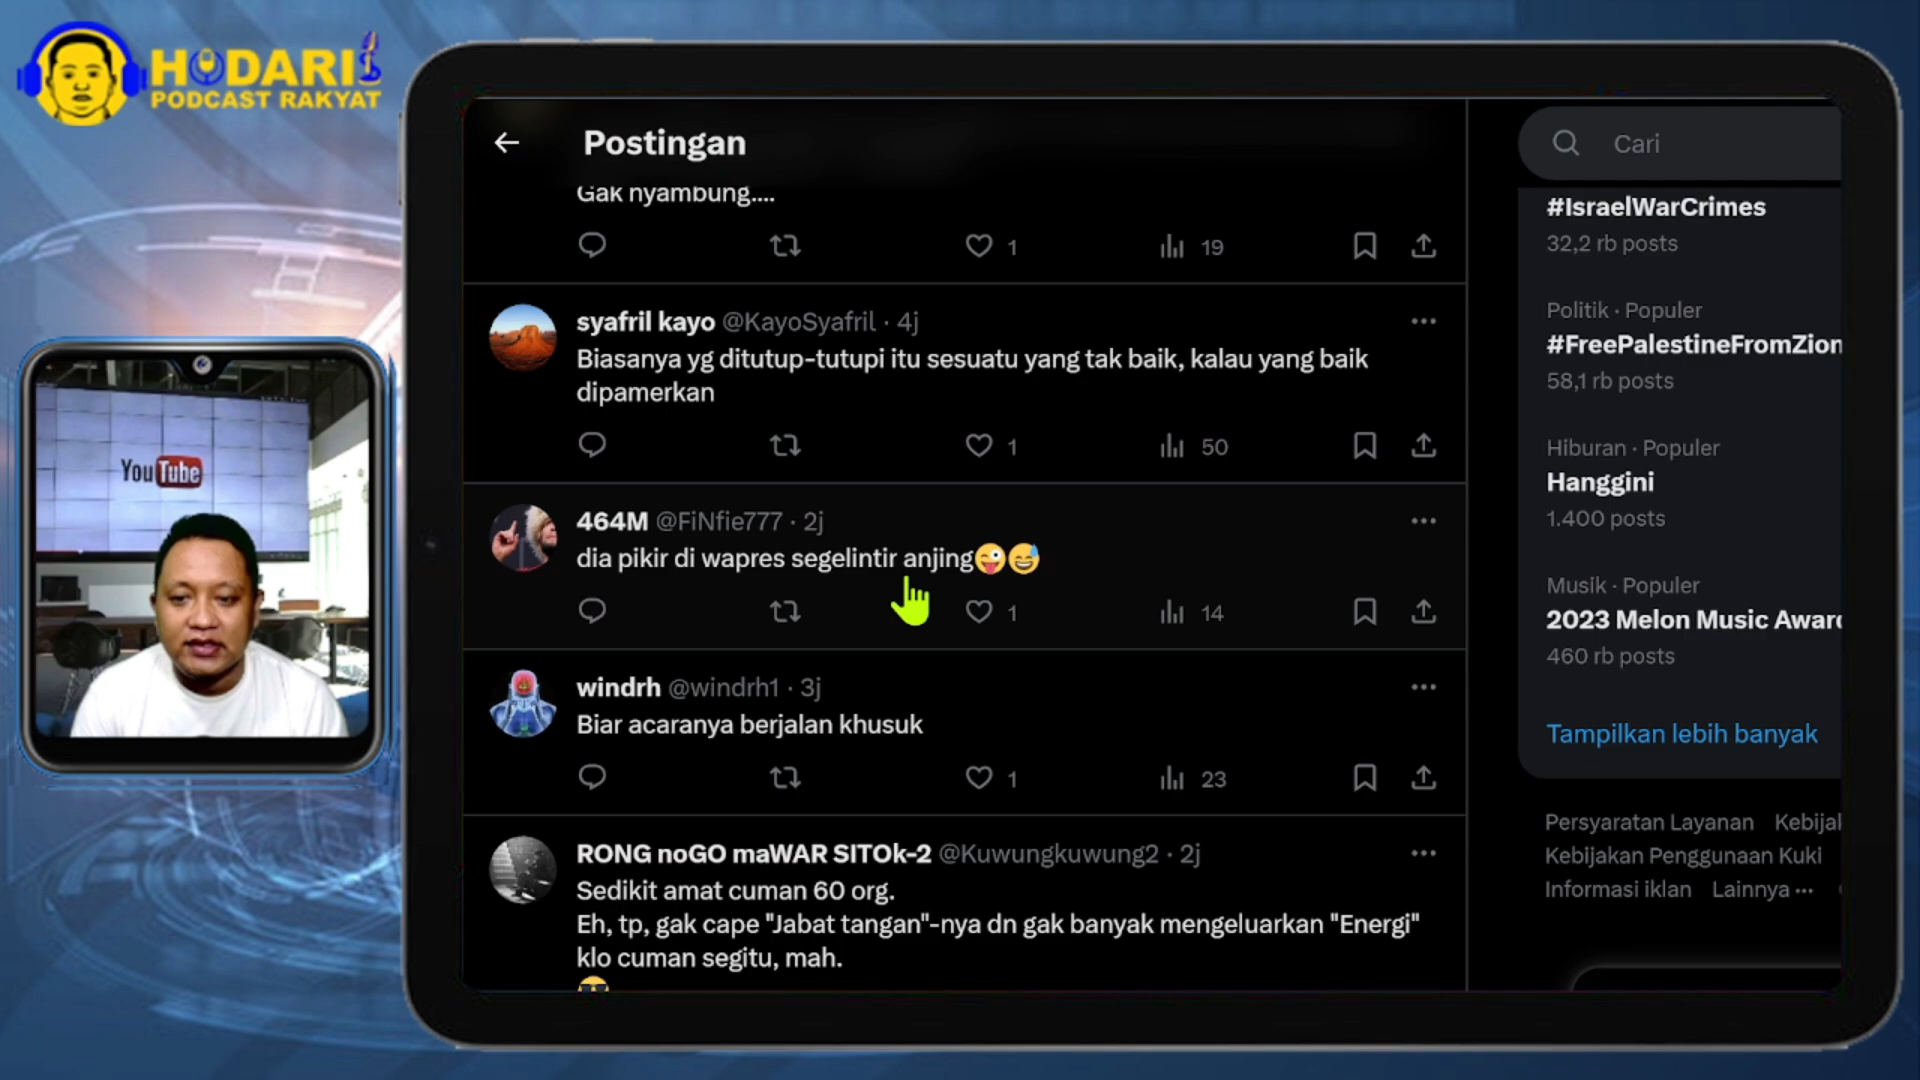 HODARI
PODCAST RAKYAT
YouTube
Postingan
Gak nyambung....
1
19
syafril kayo @KayoSyafril · 4j
Biasanya yg ditutup-tutupi itu sesuatu yang tak baik, kalau yang baik
dipamerkan
1
50
464M @FiNfie777 · 2j
dia pikir di wapres segelintir anjing😜😅
1
14
windrh @windrh1 · 3j
Biar acaranya berjalan khusuk
1
23
RONG noGO maWAR SITOk-2 @Kuwungkuwung2 · 2j
Sedikit amat cuman 60 org.
Eh, tp, gak cape "Jabat tangan"-nya dn gak banyak mengeluarkan "Energi"
klo cuman segitu, mah.
Cari
#IsraelWarCrimes
32,2 rb posts
Politik · Populer
#FreePalestineFromZion
58,1 rb posts
Hiburan · Populer
Hanggini
1.400 posts
Musik · Populer
2023 Melon Music Awar
460 rb posts
Tampilkan lebih banyak
Persyaratan Layanan Kebijak
Kebijakan Penggunaan Kuki
Informasi iklan Lainnya ···